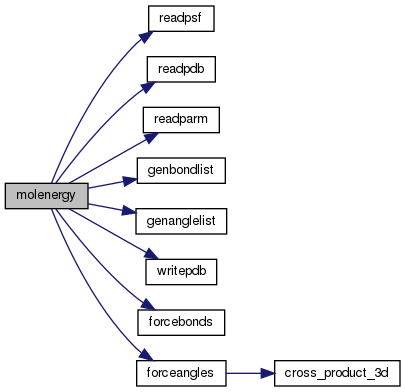 readpsf
readpdb
readparm
genbondlist
molenergy
genanglelist
writepdb
forcebonds
forceangles
cross_product_3d